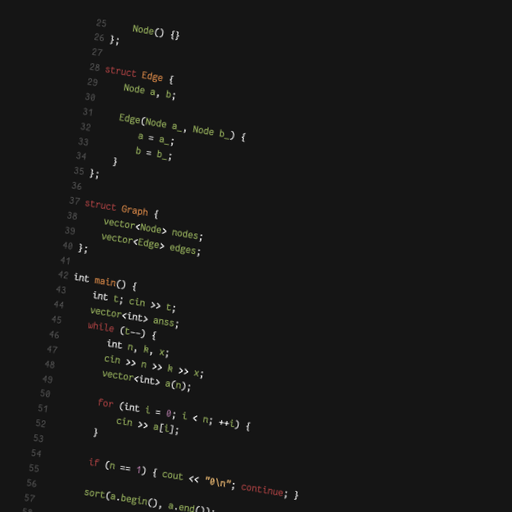 25 Node() {}
26 };
27
28 struct Edge {
29 Node a, b;
30
31 Edge(Node a_, Node b_) {
32 a = a_;
33 b = b_;
34 }
35 };
36
37 struct Graph {
38 vector<Node> nodes;
39 vector<Edge> edges;
40 };
41
42 int main() {
43 int t; cin >> t;
44 vector<int> anss;
45 while (t--) {
46 int n, k, x;
47 cin >> n >> k >> x;
48 vector<int> a(n);
49
50
51 for (int i = 0; i < n; ++i) {
52 cin >> a[i];
53 }
54
55 if (n == 1) { cout << "0\n"; continue; }
56
57 sort(a.begin(), a.end());